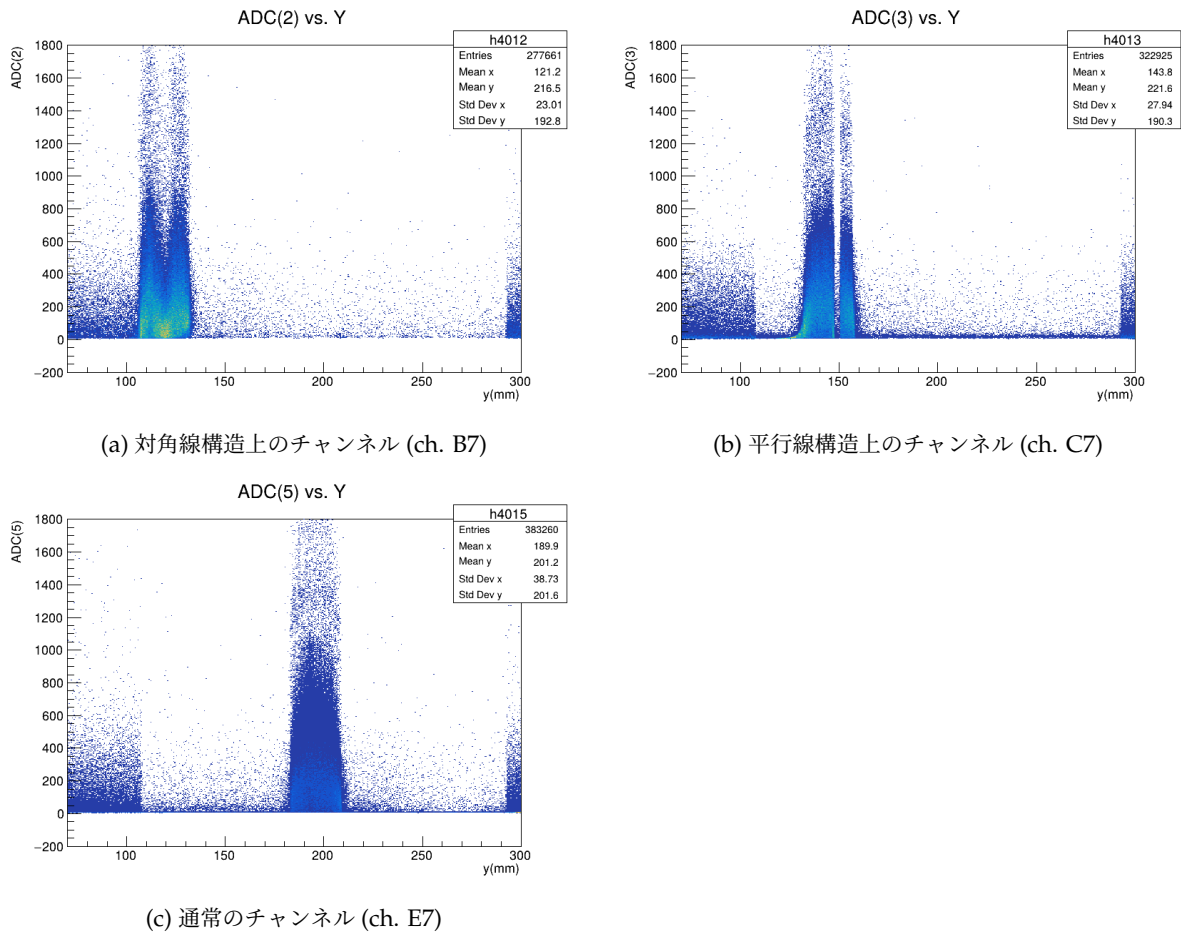 ADC(2) vs. Y
ADC(2)
h4012
Entries 277661
Mean x 121.2
Mean y 216.5
Std Dev x 23.01
Std Dev y 192.8
1800
1600
1400
1200
1000
800
600
400
200
0
−200
100 150 200 250 300
y(mm)
(a) 対角線構造上のチャンネル (ch. B7)
ADC(3) vs. Y
ADC(3)
h4013
Entries 322925
Mean x 143.8
Mean y 221.6
Std Dev x 27.94
Std Dev y 190.3
1800
1600
1400
1200
1000
800
600
400
200
0
−200
100 150 200 250 300
y(mm)
(b) 平行線構造上のチャンネル (ch. C7)
ADC(5) vs. Y
ADC(5)
h4015
Entries 383260
Mean x 189.9
Mean y 201.2
Std Dev x 38.73
Std Dev y 201.6
1800
1600
1400
1200
1000
800
600
400
200
0
−200
100 150 200 250 300
y(mm)
(c) 通常のチャンネル (ch. E7)